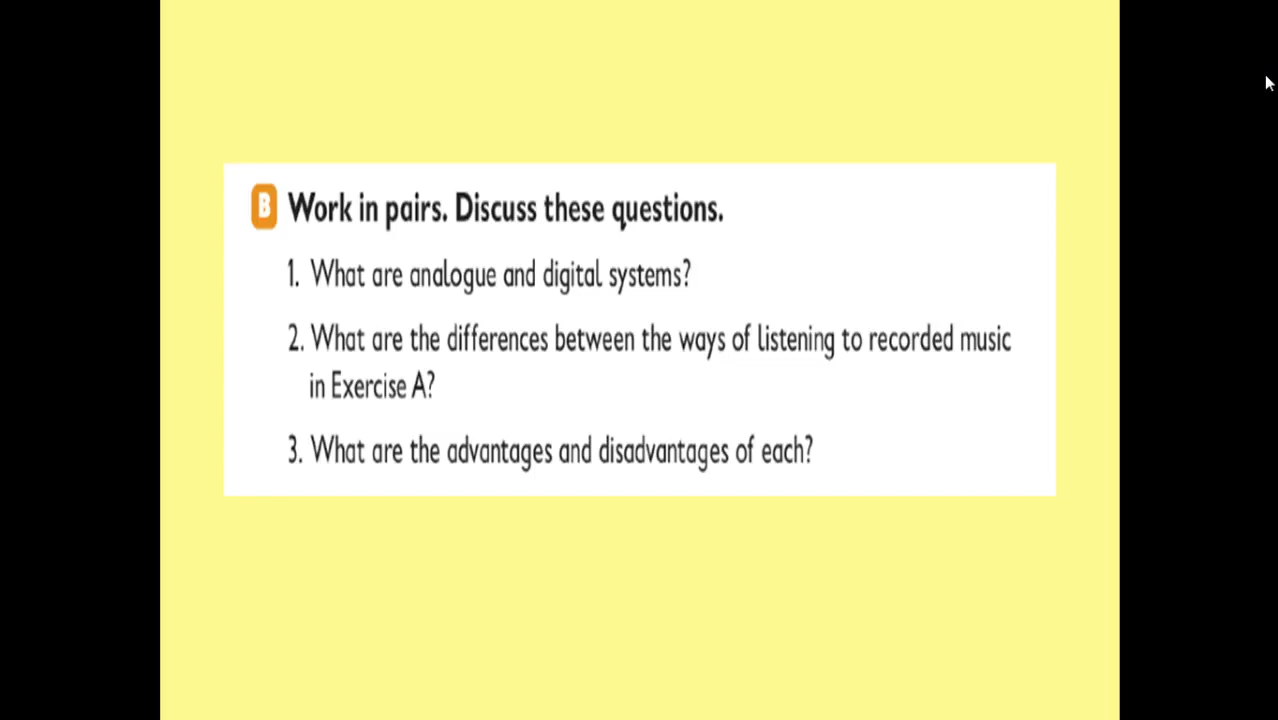 B Work in pairs. Discuss these questions.
1. What are analogue and digital systems?
2. What are the differences between the ways of listening to recorded music
in Exercise A?
3. What are the advantages and disadvantages of each?